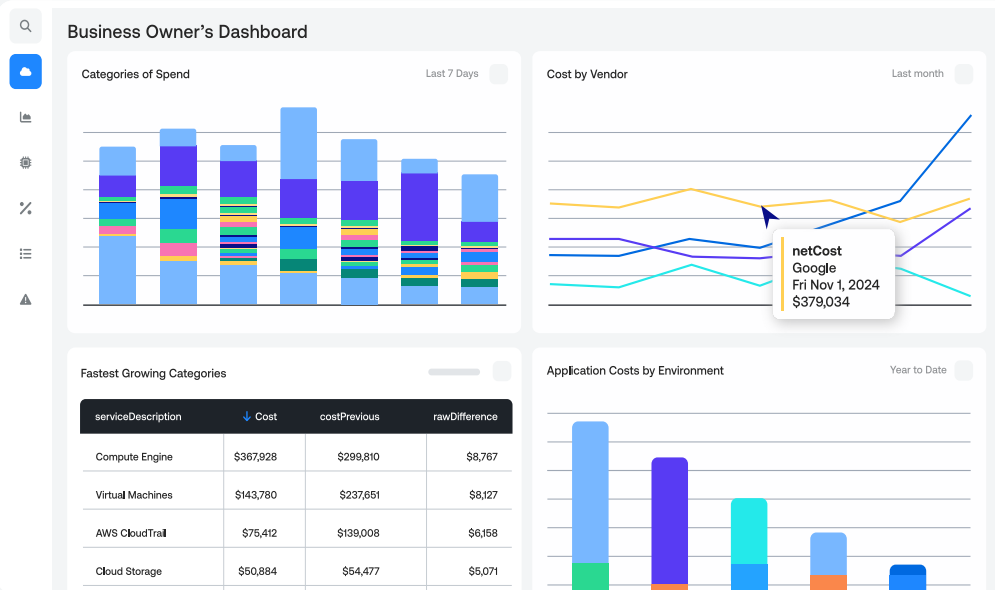 Business Owner’s Dashboard
Categories of Spend
Last 7 Days
Cost by Vendor
Last month
netCost
Google
Fri Nov 1, 2024
$379,034
Fastest Growing Categories
serviceDescription Cost costPrevious rawDifference
Compute Engine $367,928 $299,810 $8,767
Virtual Machines $143,780 $237,651 $8,127
AWS CloudTrail $75,412 $139,008 $6,158
Cloud Storage $50,884 $54,477 $5,071
Application Costs by Environment
Year to Date